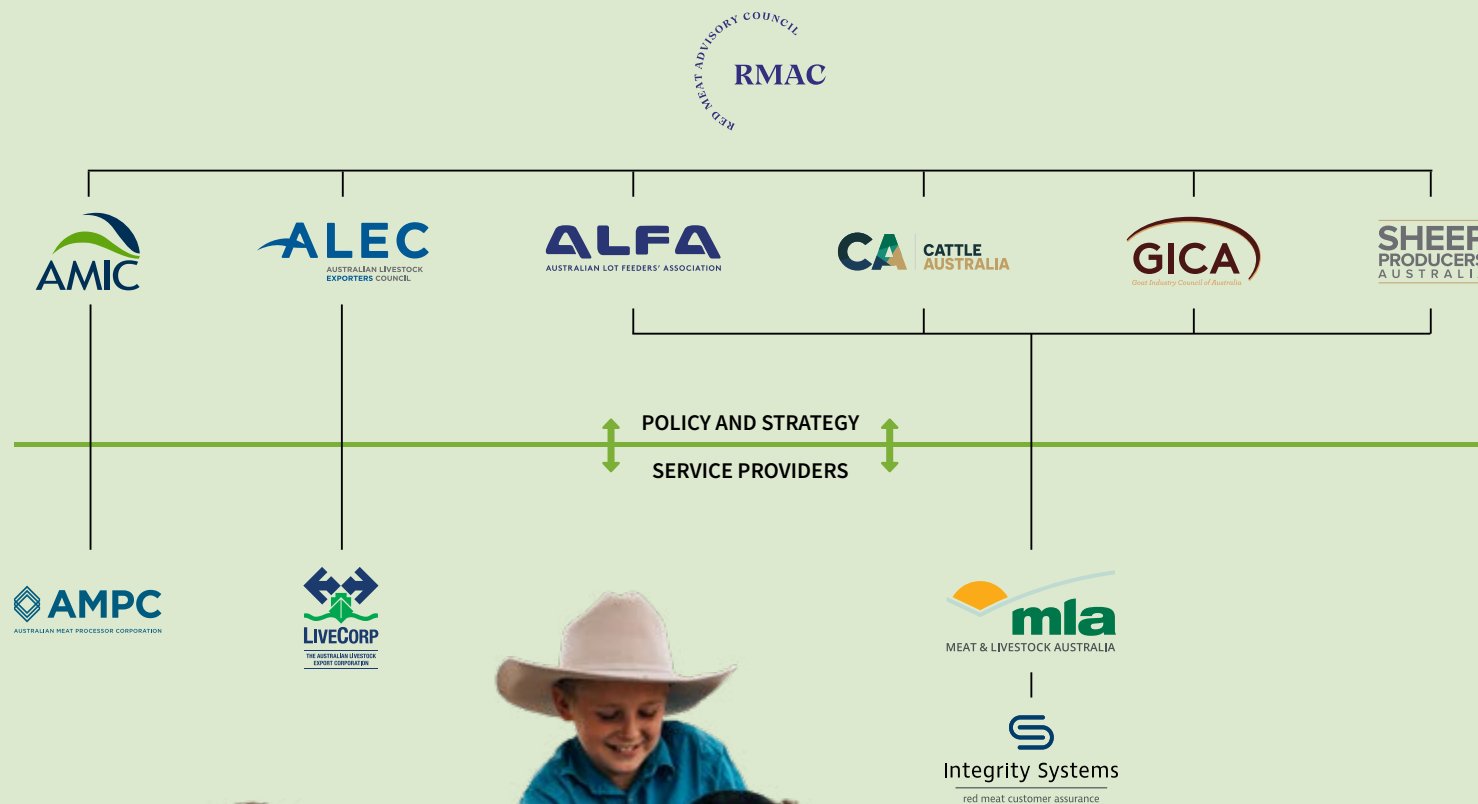 RED MEAT ADVISORY COUNCIL
RMAC
AMIC
ALEC
AUSTRALIAN LIVESTOCK
EXPORTERS COUNCIL
ALFA
AUSTRALIAN LOT FEEDERS' ASSOCIATION
CA
CATTLE
AUSTRALIA
GICA
Goat Industry Council of Australia
SHEEP
PRODUCERS
AUSTRALI
POLICY AND STRATEGY
SERVICE PROVIDERS
AMPC
AUSTRALIAN MEAT PROCESSOR CORPORATION
LIVECORP
THE AUSTRALIAN LIVESTOCK
EXPORT CORPORATION
mla
MEAT & LIVESTOCK AUSTRALIA
Integrity Systems
red meat customer assurance